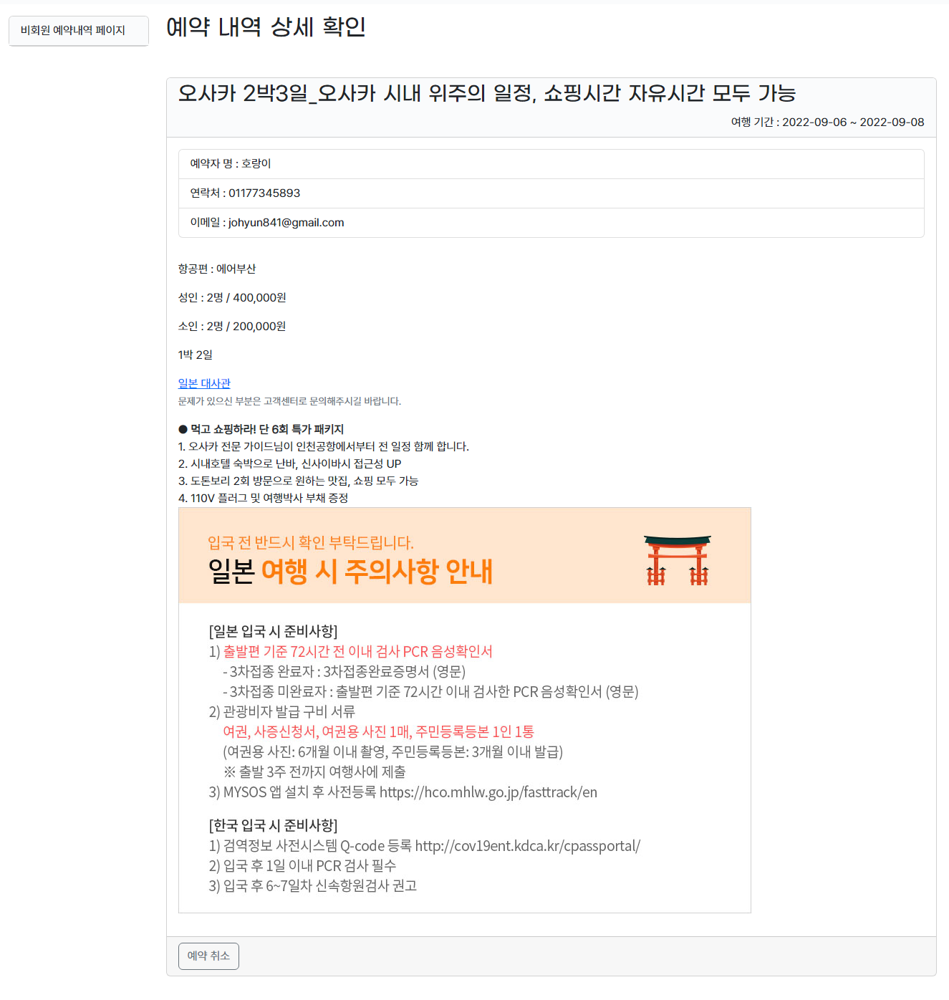 비회원 예약내역 페이지
예약 내역 상세 확인
오사카 2박3일_오사카 시내 위주의 일정, 쇼핑시간 자유시간 모두 가능
여행 기간 : 2022-09-06 ~ 2022-09-08
예약자 명 : 호랑이
연락처 : 01177345893
이메일 : johyun841@gmail.com
항공편 : 에어부산
성인 : 2명 / 400,000원
소인 : 2명 / 200,000원
1박 2일
일본 대사관
문제가 있으신 부분은 고객센터로 문의해주시길 바랍니다.
● 먹고 쇼핑하라! 단 6회 특가 패키지
1. 오사카 전문 가이드님이 인천공항에서부터 전 일정 함께 합니다.
2. 시내호텔 숙박으로 난바, 신사이바시 접근성 UP
3. 도톤보리 2회 방문으로 원하는 맛집, 쇼핑 모두 가능
4. 110V 플러그 및 여행박사 부채 증정
입국 전 반드시 확인 부탁드립니다.
일본 여행 시 주의사항 안내
[일본 입국 시 준비사항]
1) 출발편 기준 72시간 전 이내 검사 PCR 음성확인서
- 3차접종 완료자 : 3차접종완료증명서 (영문)
- 3차접종 미완료자 : 출발편 기준 72시간 이내 검사한 PCR 음성확인서 (영문)
2) 관광비자 발급 구비 서류
여권, 사증신청서, 여권용 사진 1매, 주민등록등본 1인 1통
(여권용 사진: 6개월 이내 촬영, 주민등록등본: 3개월 이내 발급)
※ 출발 3주 전까지 여행사에 제출
3) MYSOS 앱 설치 후 사전등록 https://hco.mhlw.go.jp/fasttrack/en
[한국 입국 시 준비사항]
1) 검역정보 사전시스템 Q-code 등록 http://cov19ent.kdca.kr/cpassportal/
2) 입국 후 1일 이내 PCR 검사 필수
3) 입국 후 6~7일차 신속항원검사 권고
예약 취소